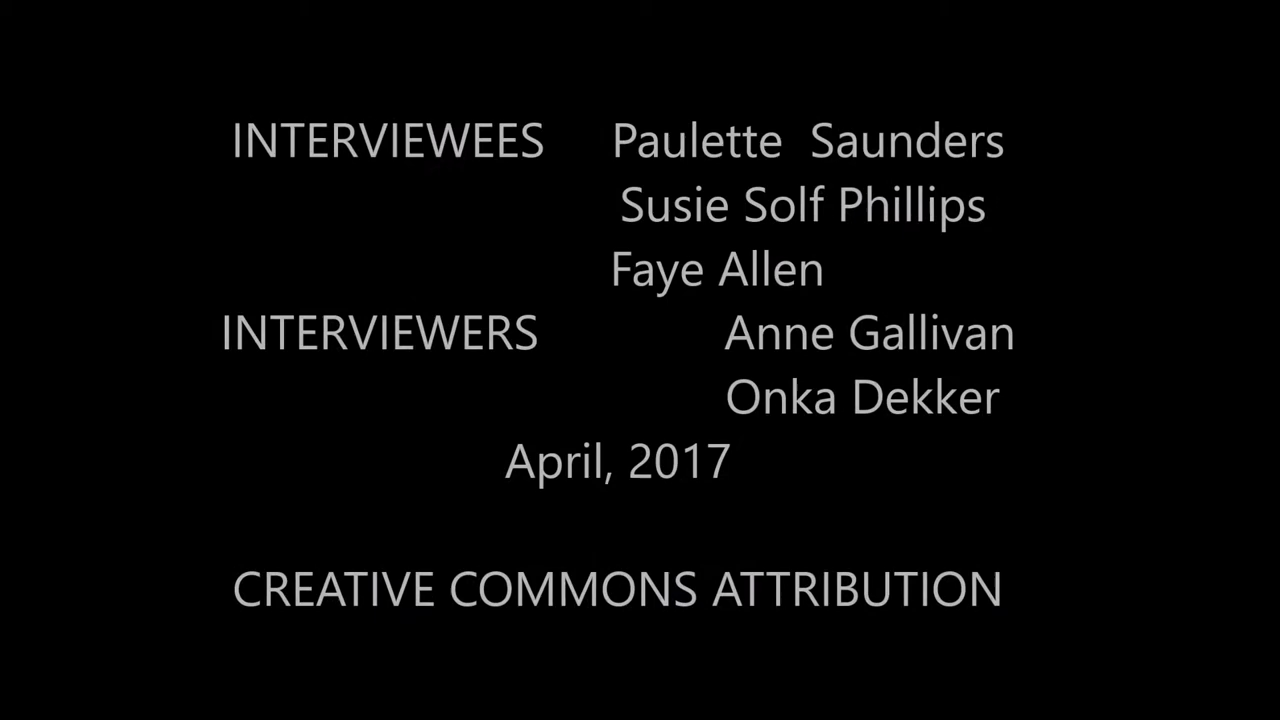 INTERVIEWEES Paulette Saunders
Susie Solf Phillips
Faye Allen
INTERVIEWERS Anne Gallivan
Onka Dekker
April, 2017
CREATIVE COMMONS ATTRIBUTION